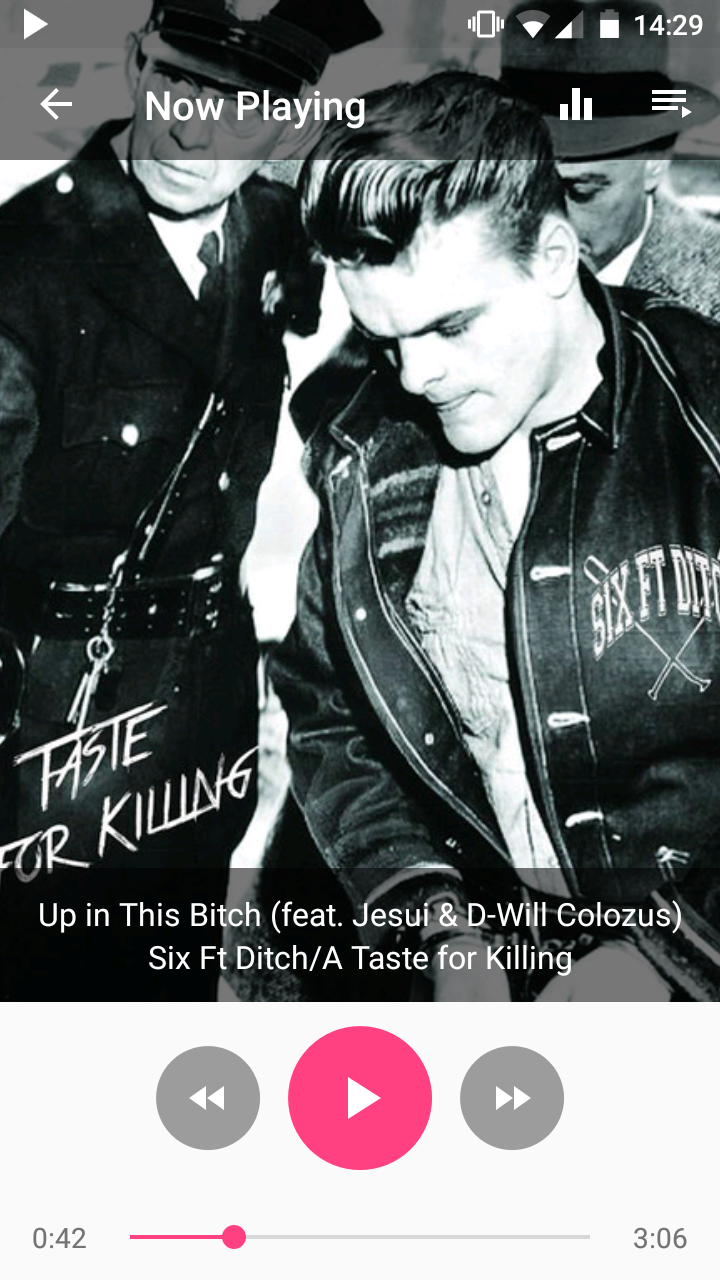 14:29
Now Playing
SIX FT DITC
TASTE
FOR KILLING
Up in This Bitch (feat. Jesui & D-Will Colozus)
Six Ft Ditch/A Taste for Killing
0:42
3:06